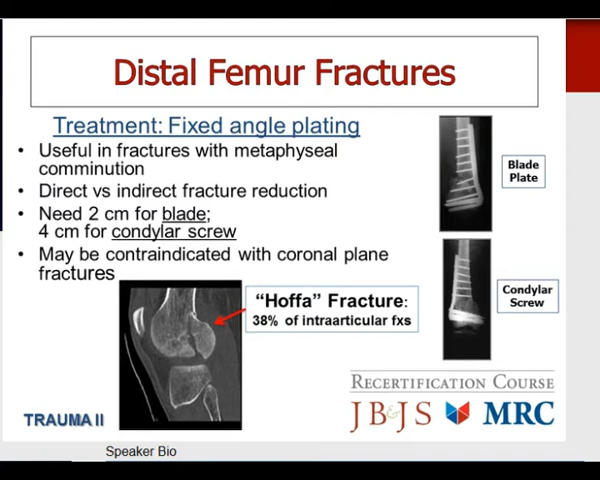 Distal Femur Fractures
Treatment: Fixed angle plating
• Useful in fractures with metaphyseal
comminution
• Direct vs indirect fracture reduction
• Need 2 cm for blade;
4 cm for condylar screw
• May be contraindicated with coronal plane
fractures
Blade
Plate
Condylar
Screw
“Hoffa” Fracture:
38% of intraarticular fxs
RECERTIFICATION COURSE
JB&JS MRC
TRAUMA II
Speaker Bio